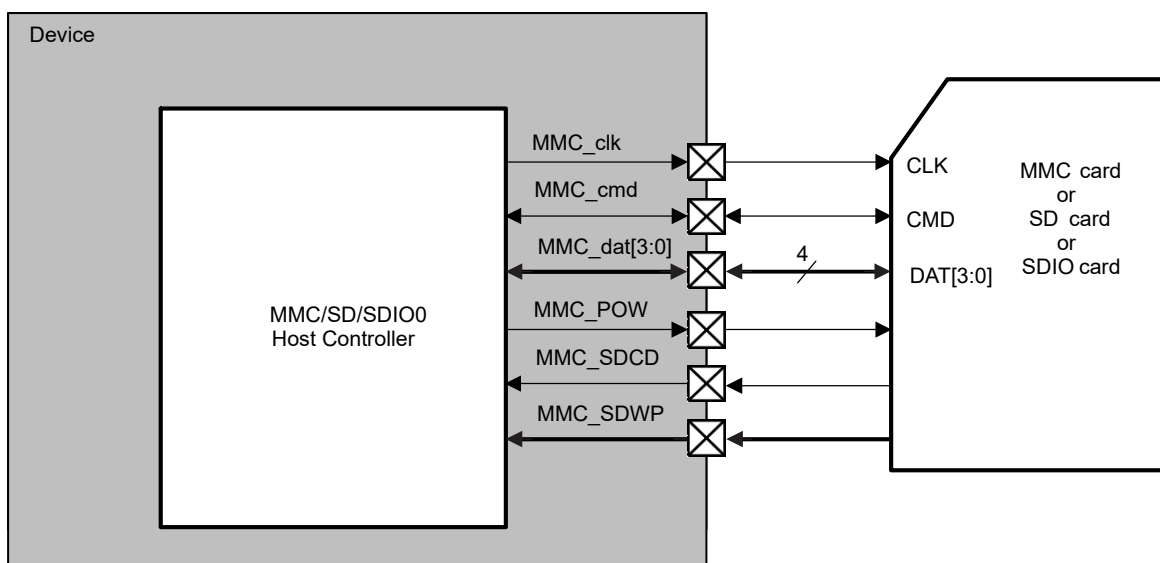 Device
MMC_clk
MMC_cmd
MMC_dat[3:0]
MMC_POW
MMC_SDCD
MMC_SDWP
MMC/SD/SDIO0
Host Controller
4
CLK
CMD
DAT[3:0]
MMC card
or
SD card
or
SDIO card